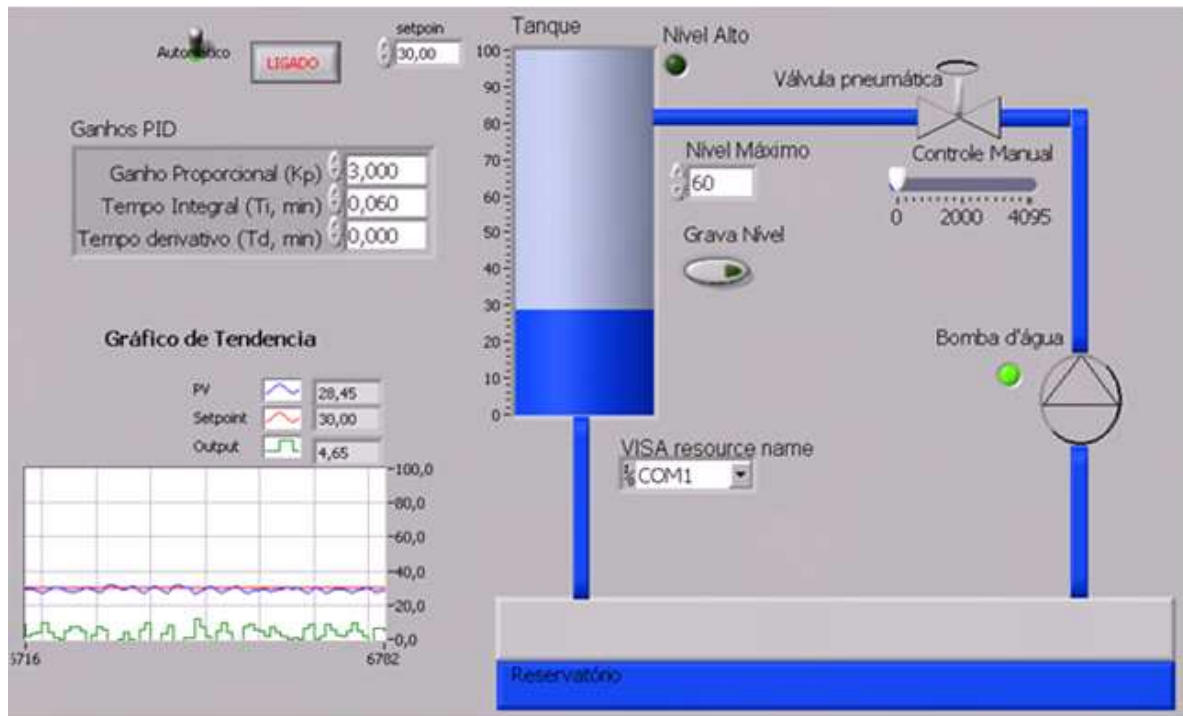 setpoin
Automático
LIGADO
30,00
Ganhos PID
Ganho Proporcional (Kp) 3,000
Tempo Integral (Ti, min) 0,060
Tempo derivativo (Td, min) 0,000
Tanque
100
90
80
70
60
50
40
30
20
10
0
Nível Alto
Válvula pneumática
Nível Máximo
60
Controle Manual
0 2000 4095
Grava Nível
Bomba d'água
VISA resource name
COM1
Gráfico de Tendencia
PV 28,45
Setpoint 30,00
Output 4,65
100,0
80,0
60,0
40,0
20,0
0,0
6716 6782
Reservatório